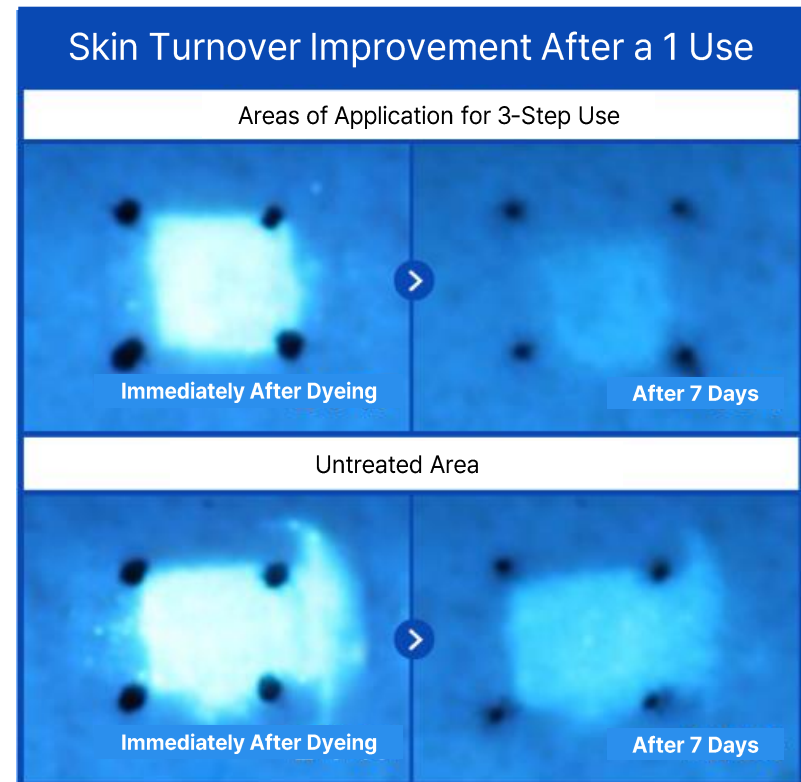 Skin Turnover Improvement After a 1 Use
Areas of Application for 3-Step Use
Immediately After Dyeing
After 7 Days
Untreated Area
Immediately After Dyeing
After 7 Days